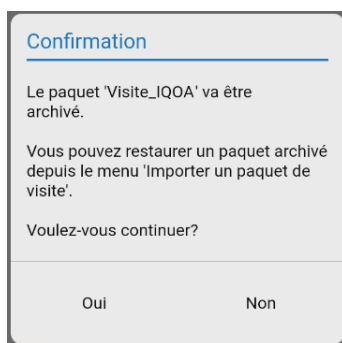 Confirmation
Le paquet 'Visite_IQOA' va être
archivé.
Vous pouvez restaurer un paquet archivé
depuis le menu 'Importer un paquet de
visite'.
Voulez-vous continuer?
Oui
Non